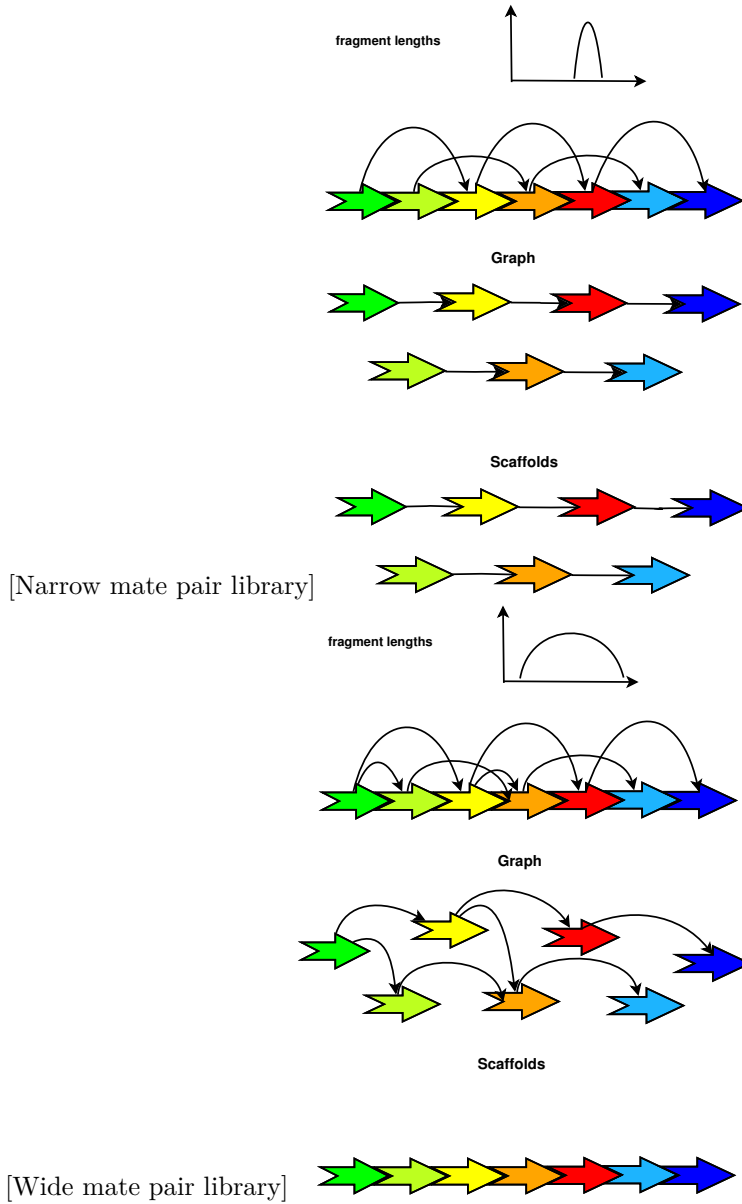 fragment lengths
Graph
Scaffolds
[Narrow mate pair library]
fragment lengths
Graph
Scaffolds
[Wide mate pair library]